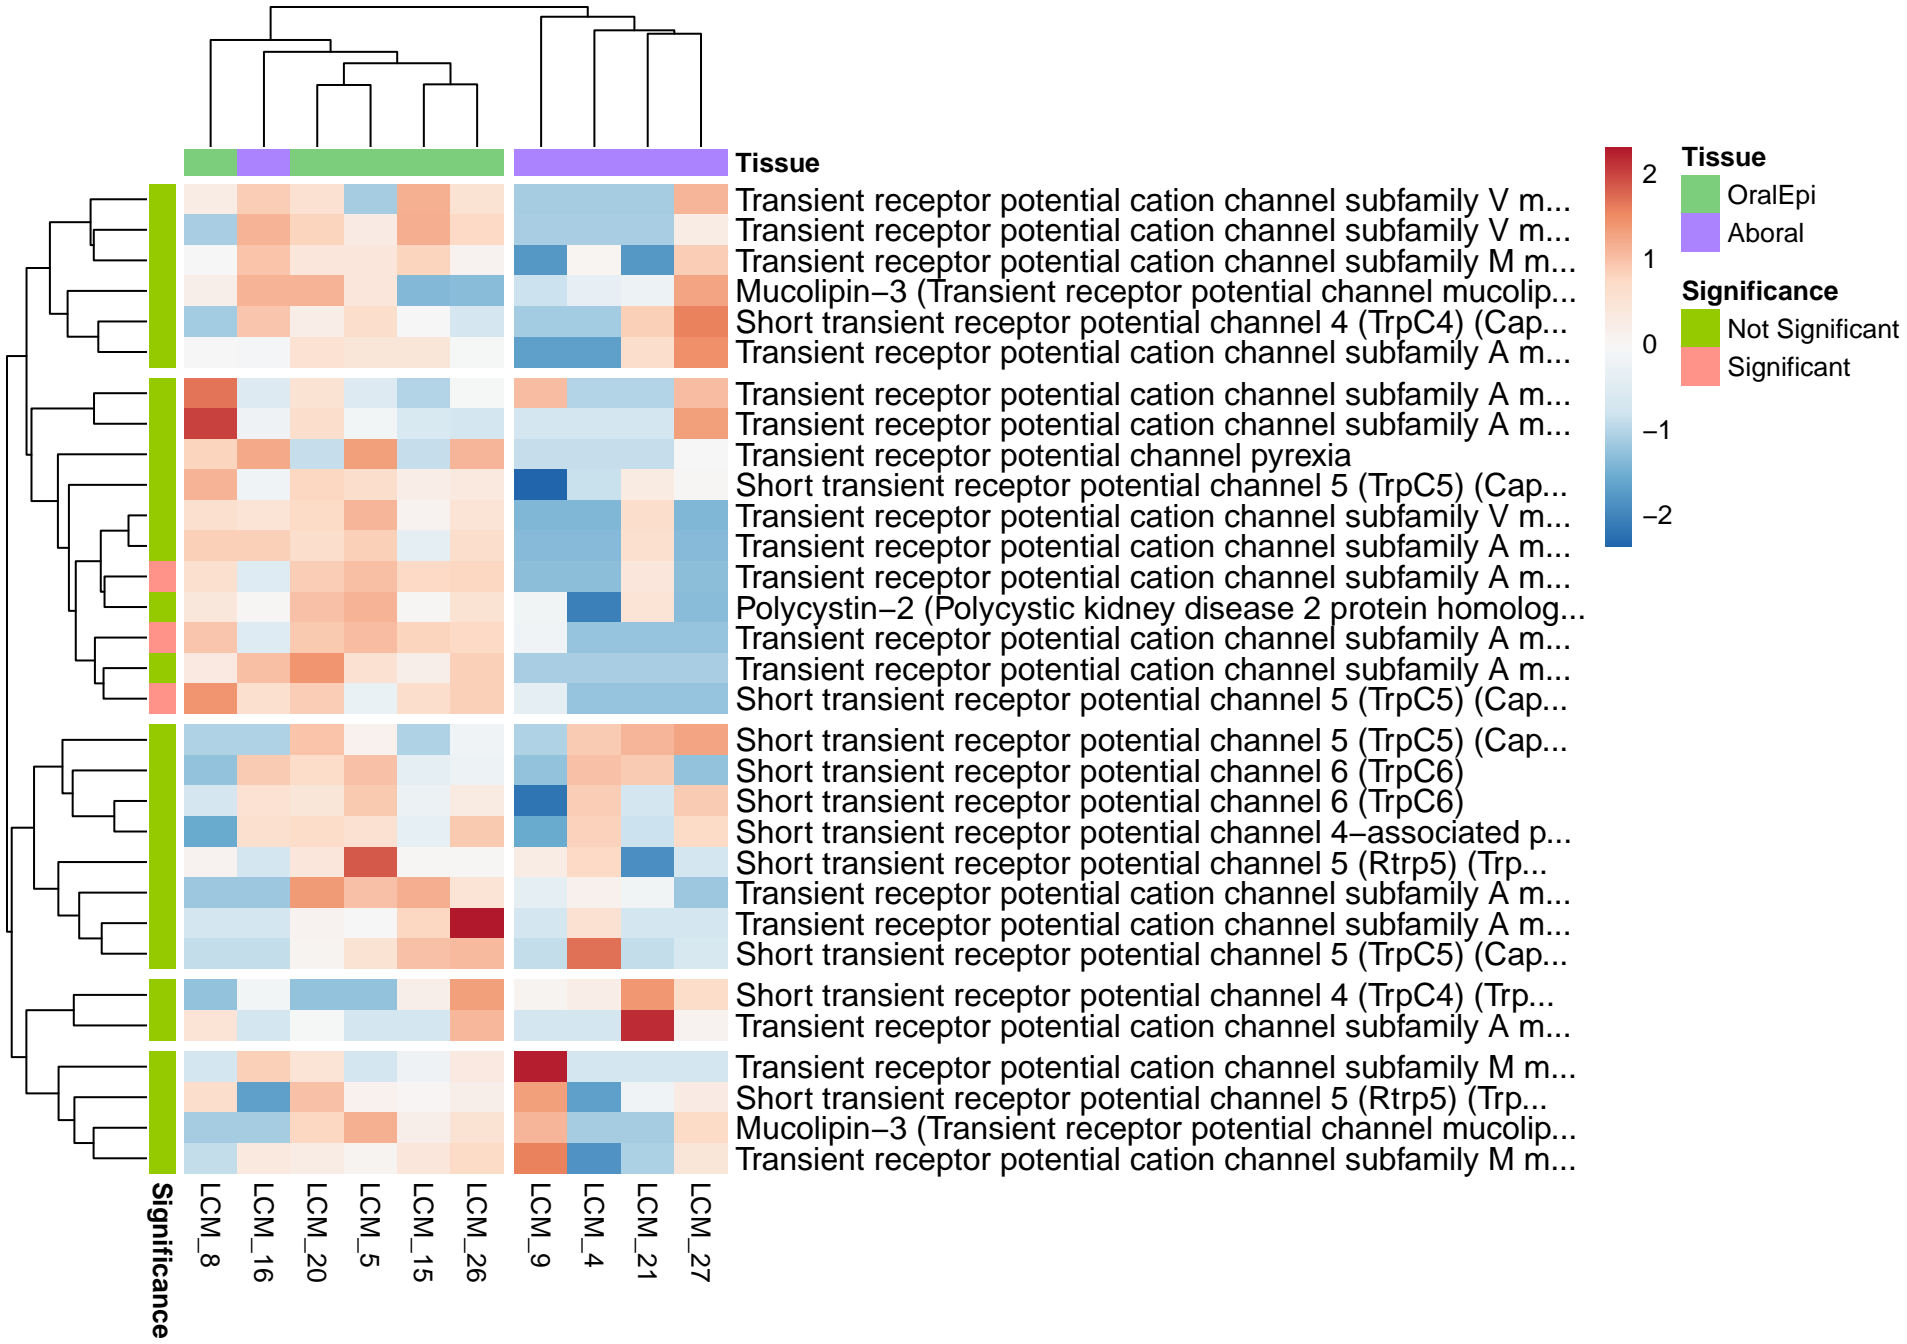 Tissue
Transient receptor potential cation channel subfamily V m...
Transient receptor potential cation channel subfamily V m...
Transient receptor potential cation channel subfamily M m...
Mucolipin−3 (Transient receptor potential channel mucolip...
Short transient receptor potential channel 4 (TrpC4) (Cap...
Transient receptor potential cation channel subfamily A m...
Transient receptor potential cation channel subfamily A m...
Transient receptor potential cation channel subfamily A m...
Transient receptor potential channel pyrexia
Short transient receptor potential channel 5 (TrpC5) (Cap...
Transient receptor potential cation channel subfamily V m...
Transient receptor potential cation channel subfamily A m...
Transient receptor potential cation channel subfamily A m...
Polycystin−2 (Polycystic kidney disease 2 protein homolog...
Transient receptor potential cation channel subfamily A m...
Transient receptor potential cation channel subfamily A m...
Short transient receptor potential channel 5 (TrpC5) (Cap...
Short transient receptor potential channel 5 (TrpC5) (Cap...
Short transient receptor potential channel 6 (TrpC6)
Short transient receptor potential channel 6 (TrpC6)
Short transient receptor potential channel 4−associated p...
Short transient receptor potential channel 5 (Rtrp5) (Trp...
Transient receptor potential cation channel subfamily A m...
Transient receptor potential cation channel subfamily A m...
Short transient receptor potential channel 5 (TrpC5) (Cap...
Short transient receptor potential channel 4 (TrpC4) (Trp...
Transient receptor potential cation channel subfamily A m...
Transient receptor potential cation channel subfamily M m...
Short transient receptor potential channel 5 (Rtrp5) (Trp...
Mucolipin−3 (Transient receptor potential channel mucolip...
Transient receptor potential cation channel subfamily M m...
Significance
LCM_8
LCM_16
LCM_20
LCM_5
LCM_15
LCM_26
LCM_9
LCM_4
LCM_21
LCM_27
2
1
0
−1
−2
Tissue
OralEpi
Aboral
Significance
Not Significant
Significant